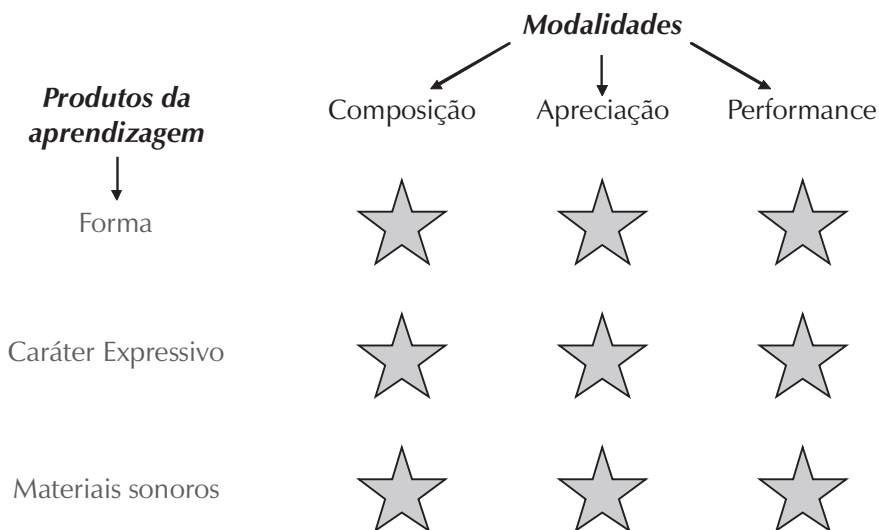 Modalidades
Produtos da
aprendizagem
Composição Apreciação Performance
Forma
Caráter Expressivo
Materiais sonoros